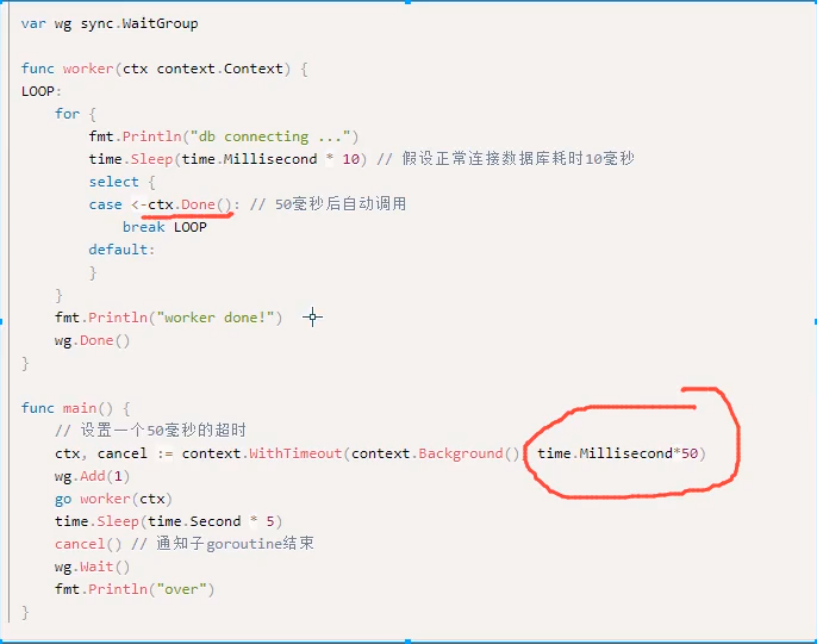 var wg sync.WaitGroup
func worker(ctx context.Context) {
LOOP:
for {
fmt.Println("db connecting ...")
time.Sleep(time.Millisecond * 10) // 假设正常连接数据库耗时10毫秒
select {
case <-ctx.Done(): // 50毫秒后自动调用
break LOOP
default:
}
}
fmt.Println("worker done!")
wg.Done()
}
func main() {
// 设置一个50毫秒的超时
ctx, cancel := context.WithTimeout(context.Background() time.Millisecond*50)
wg.Add(1)
go worker(ctx)
time.Sleep(time.Second * 5)
cancel() // 通知子goroutine结束
wg.Wait()
fmt.Println("over")
}